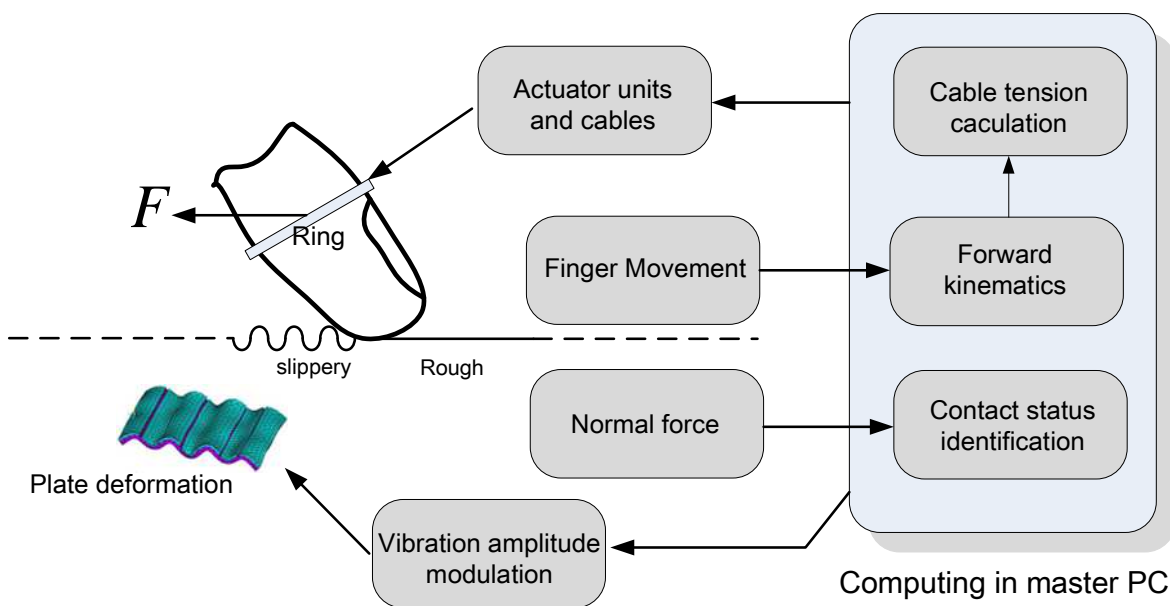 Actuator units
and cables
Cable tension
caculation
F
Ring
Finger Movement
Forward
kinematics
slippery
Rough
Normal force
Contact status
identification
Plate deformation
Vibration amplitude
modulation
Computing in master PC